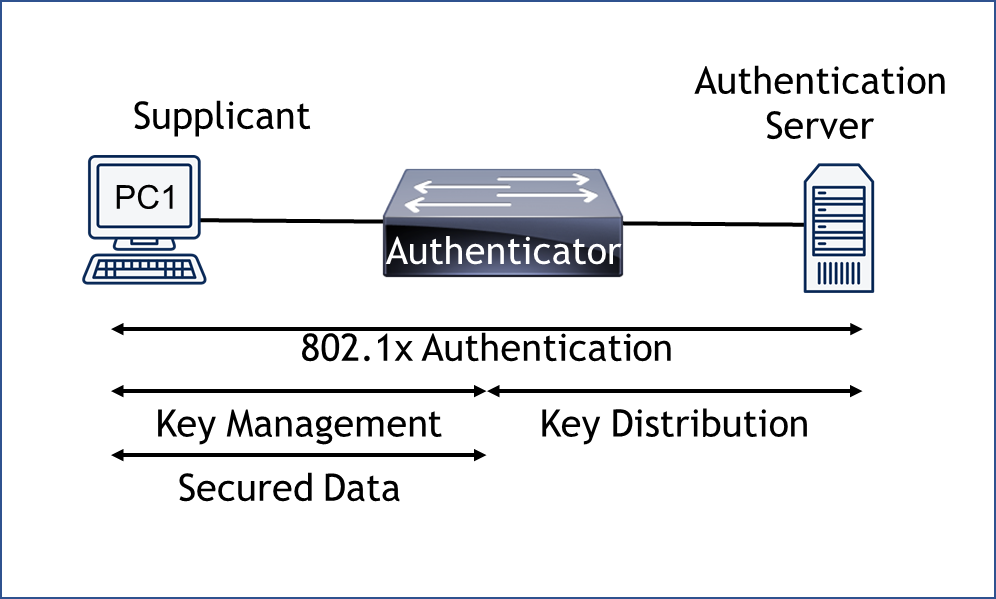 Supplicant
Authentication
Server
PC1
Authenticator
802.1x Authentication
Key Management
Key Distribution
Secured Data